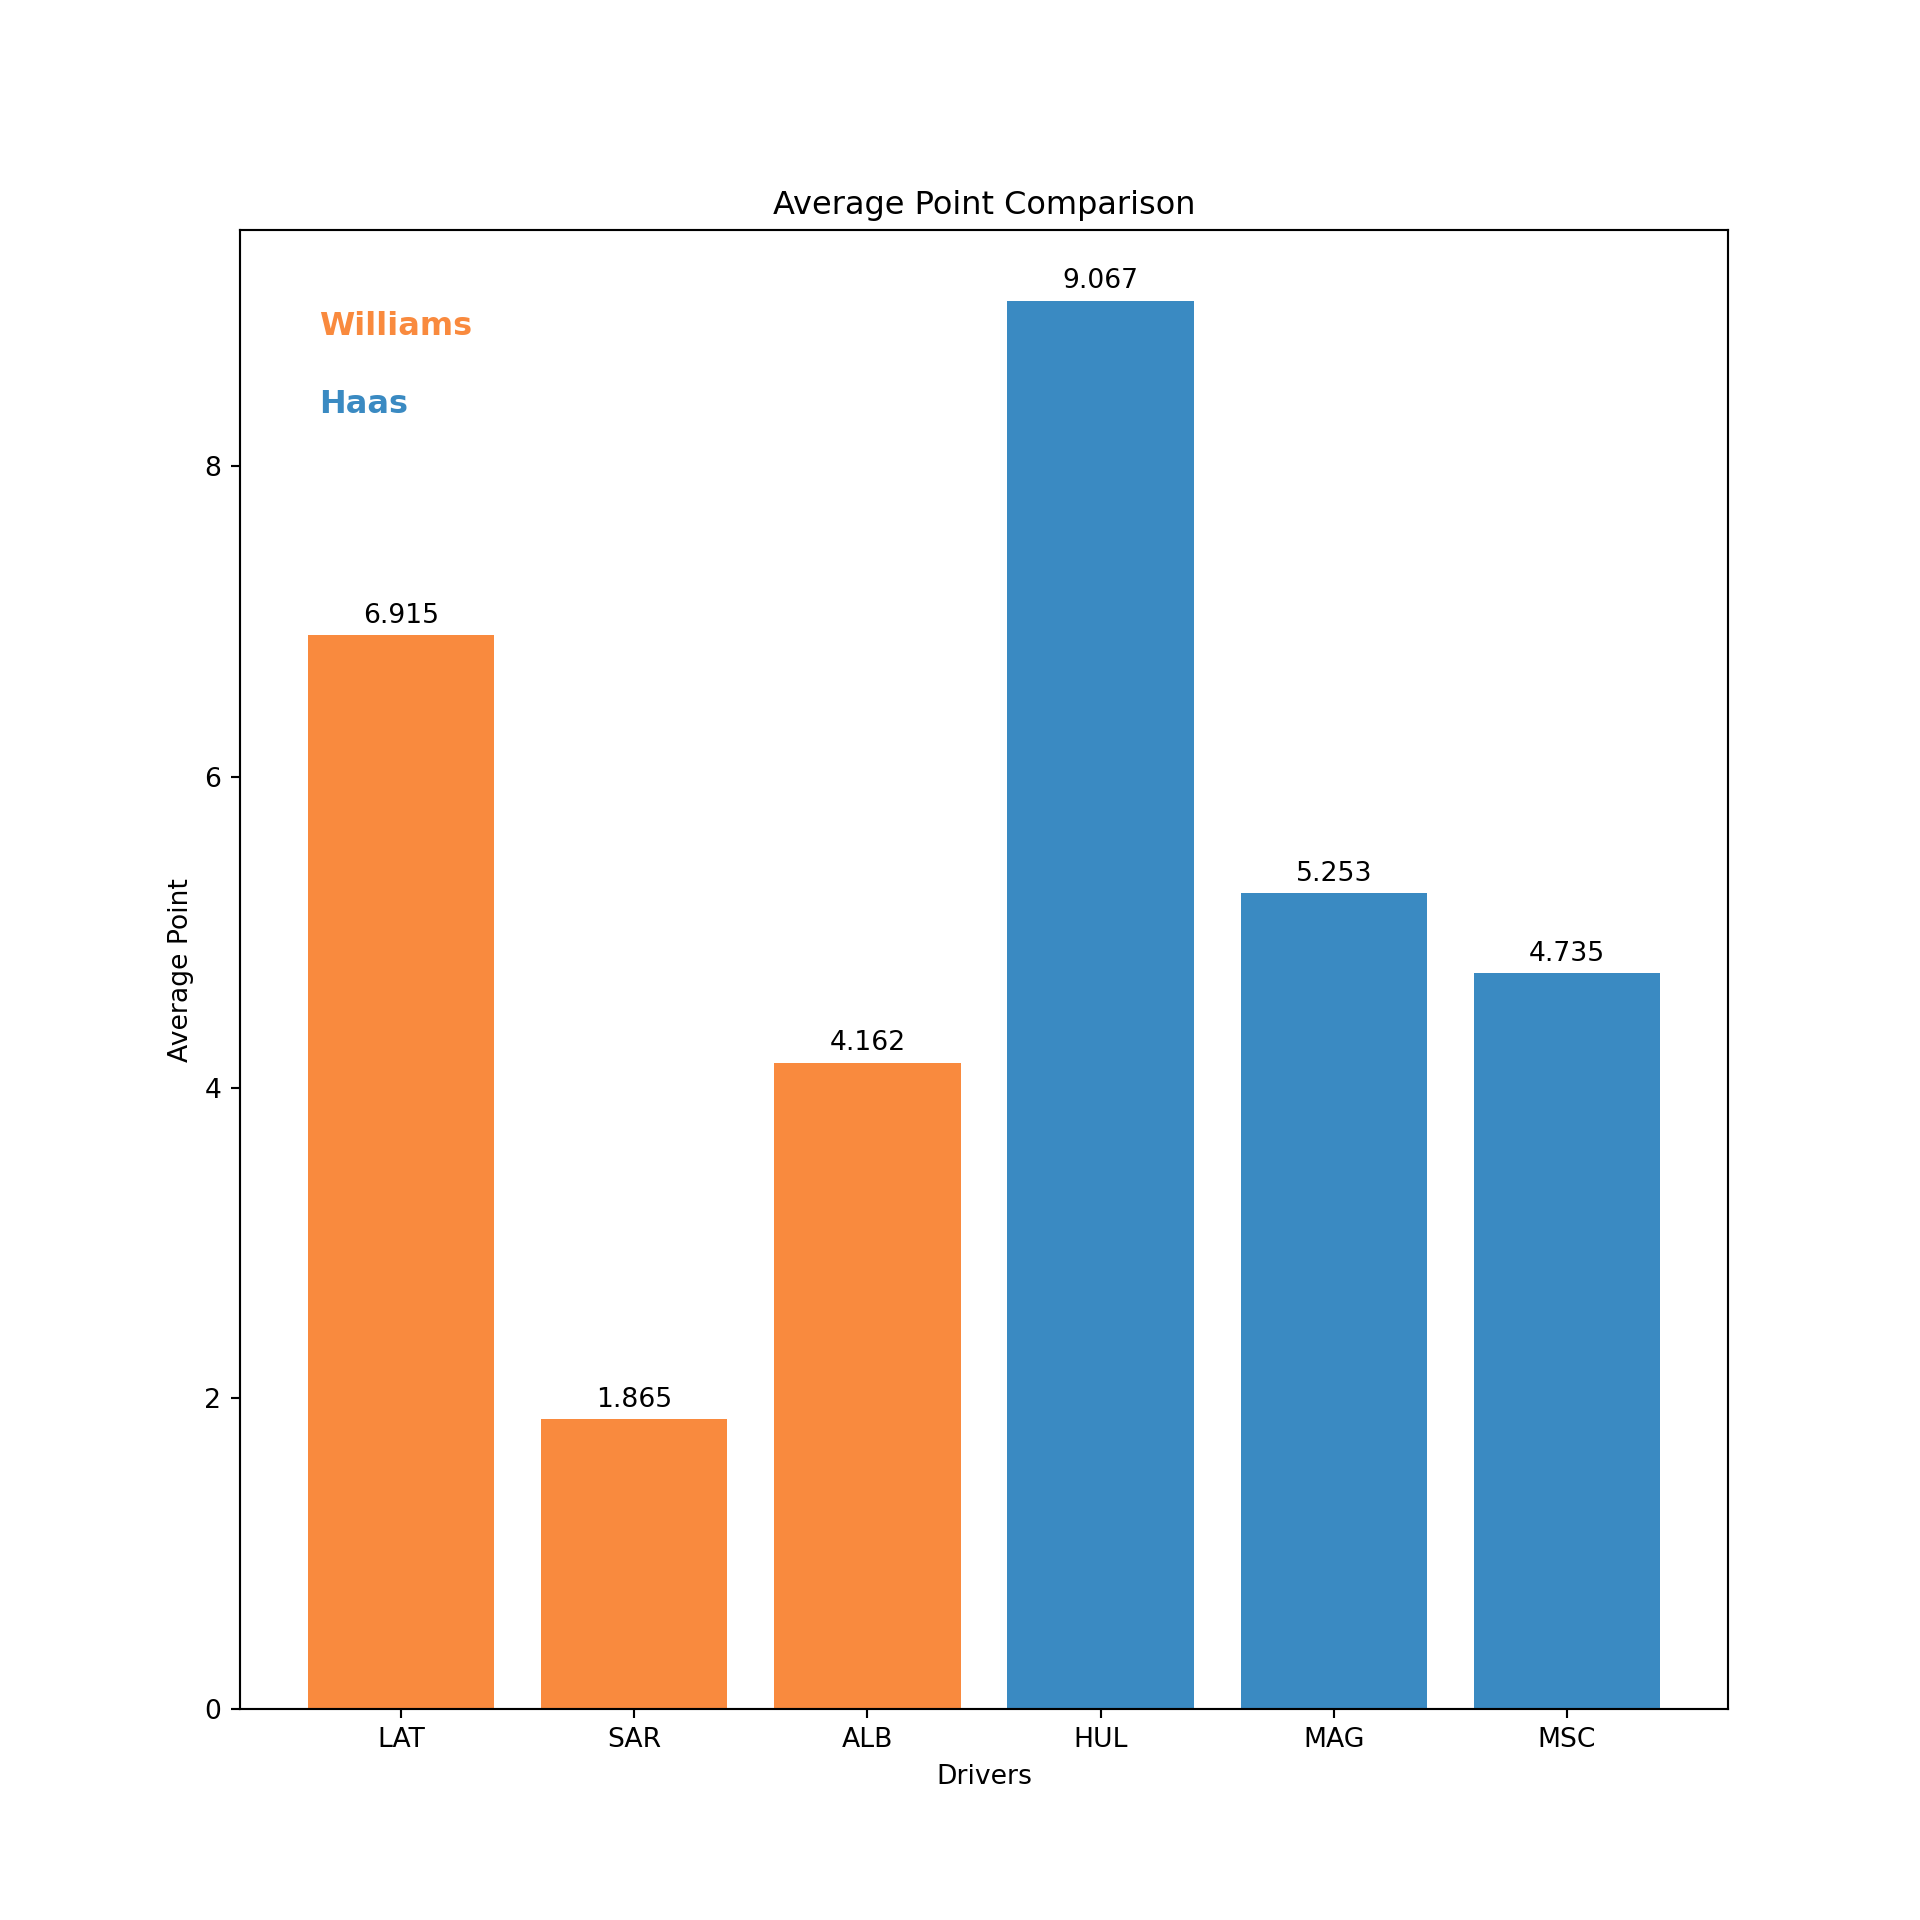 Average Point Comparison
Williams
Haas
9.067
6.915
5.253
4.735
4.162
1.865
8
6
4
2
0
Average Point
LAT SAR ALB HUL MAG MSC
Drivers